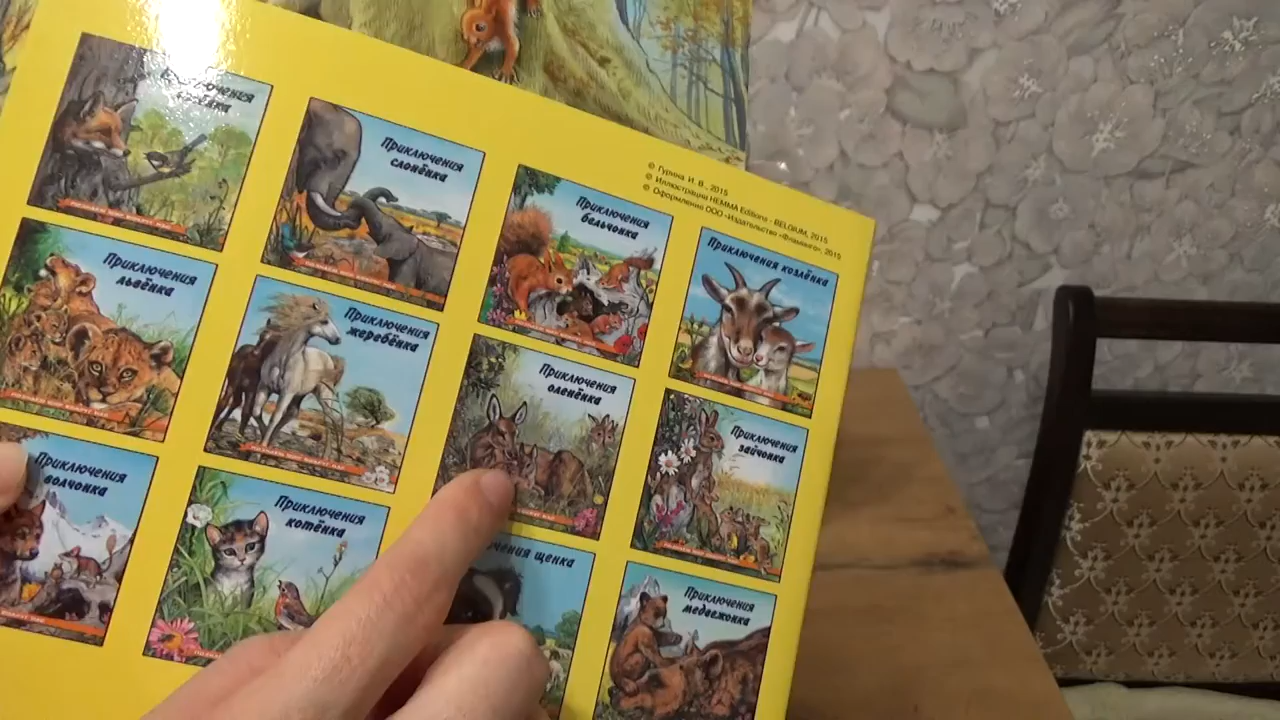 Приключения
слонёнка
© Гурина И. В., 2015
© Иллюстрации HEMMA Editions - BELGIUM, 2015
© Оформление ООО «Издательство «Фламинго», 2015
Приключения
бельчонка
Приключения козлёнка
Приключения
львёнка
Приключения
жеребёнка
Приключения
оленёнка
Приключения
зайчонка
Приключения
волчонка
Приключения
котёнка
щенка
Приключения
медвежонка